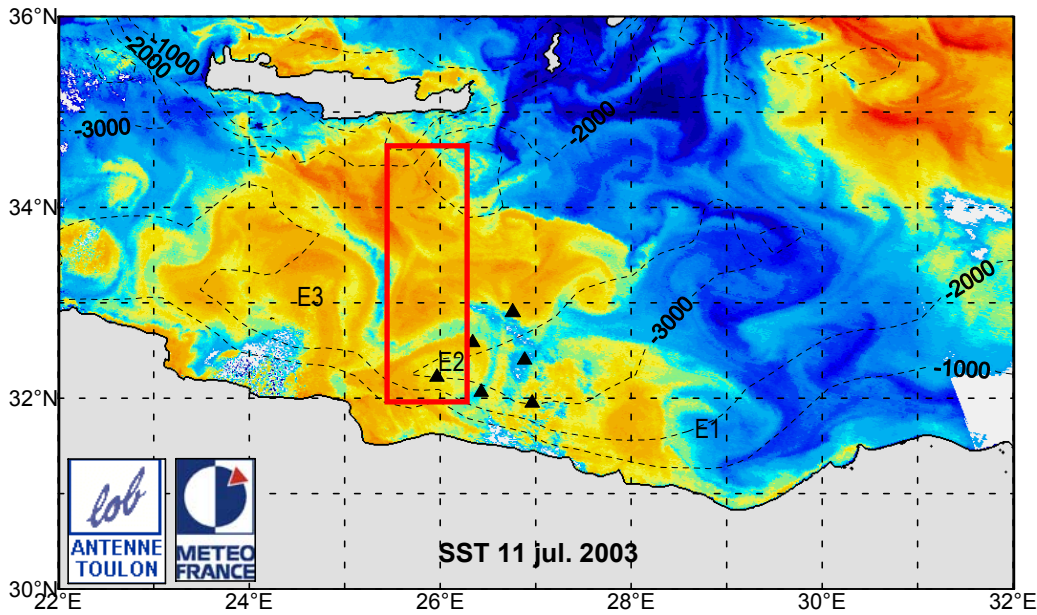 36°N
-1000
-2000
-3000
-2000
34°N
-2000
E3
-3000
E2
-1000
32°N
E1
lob
ANTENNE
TOULON
METEO
FRANCE
SST 11 jul. 2003
30°N
22°E
24°E
26°E
28°E
30°E
32°E